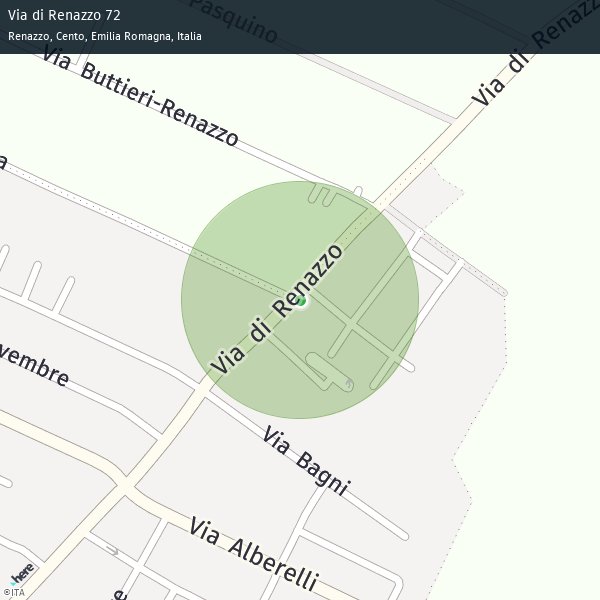 Via di Renazzo 72
Renazzo, Cento, Emilia Romagna, Italia
Pasquino
Via di Renazzo
Via Buttieri-Renazzo
a
Via di Renazzo
vembre
Via Bagni
Via Alberelli
e
here
©ITA